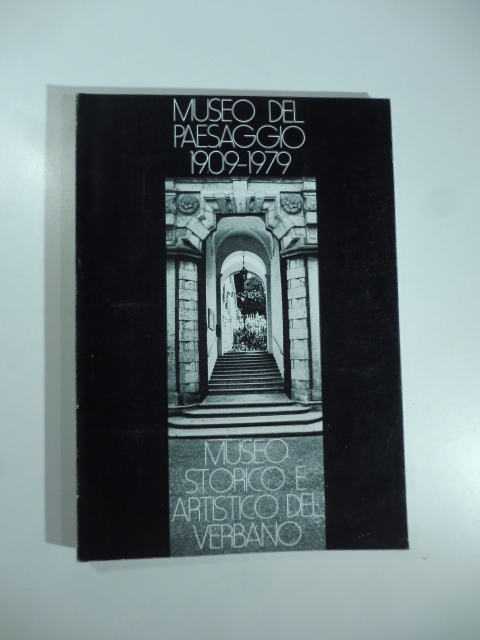 MUSEO DEL
PAESAGGIO
1909-1979
MUSEO
STORICO E
ARTISTICO DEL
VERBANO